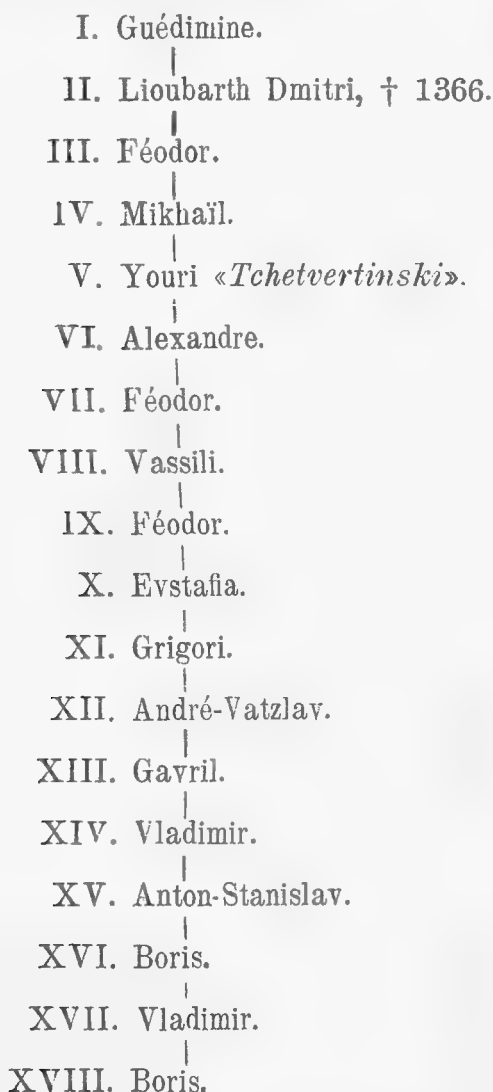 I. Guédimine.
II. Lioubarth Dmitri, † 1366.
III. Féodor.
IV. Mikhaïl.
V. Youri «Tchetvertinski».
VI. Alexandre.
VII. Féodor.
VIII. Vassili.
IX. Féodor.
X. Evstafia.
XI. Grigori.
XII. André-Vatzlav.
XIII. Gavril.
XIV. Vladimir.
XV. Anton-Stanislav.
XVI. Boris.
XVII. Vladimir.
XVIII. Boris.